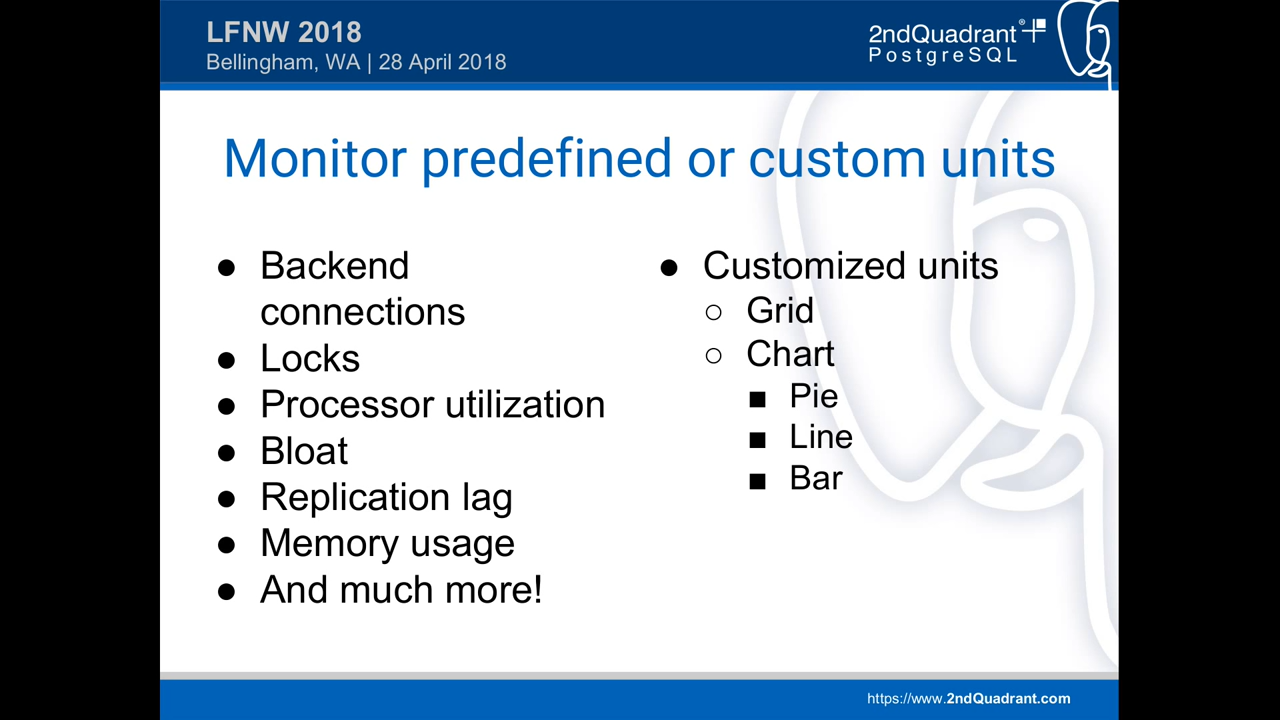 LFNW 2018
Bellingham, WA | 28 April 2018
2ndQuadrant®
PostgreSQL
Monitor predefined or custom units
● Backend
connections
● Locks
● Processor utilization
● Bloat
● Replication lag
● Memory usage
● And much more!
● Customized units
○ Grid
○ Chart
■ Pie
■ Line
■ Bar
https://www.2ndQuadrant.com